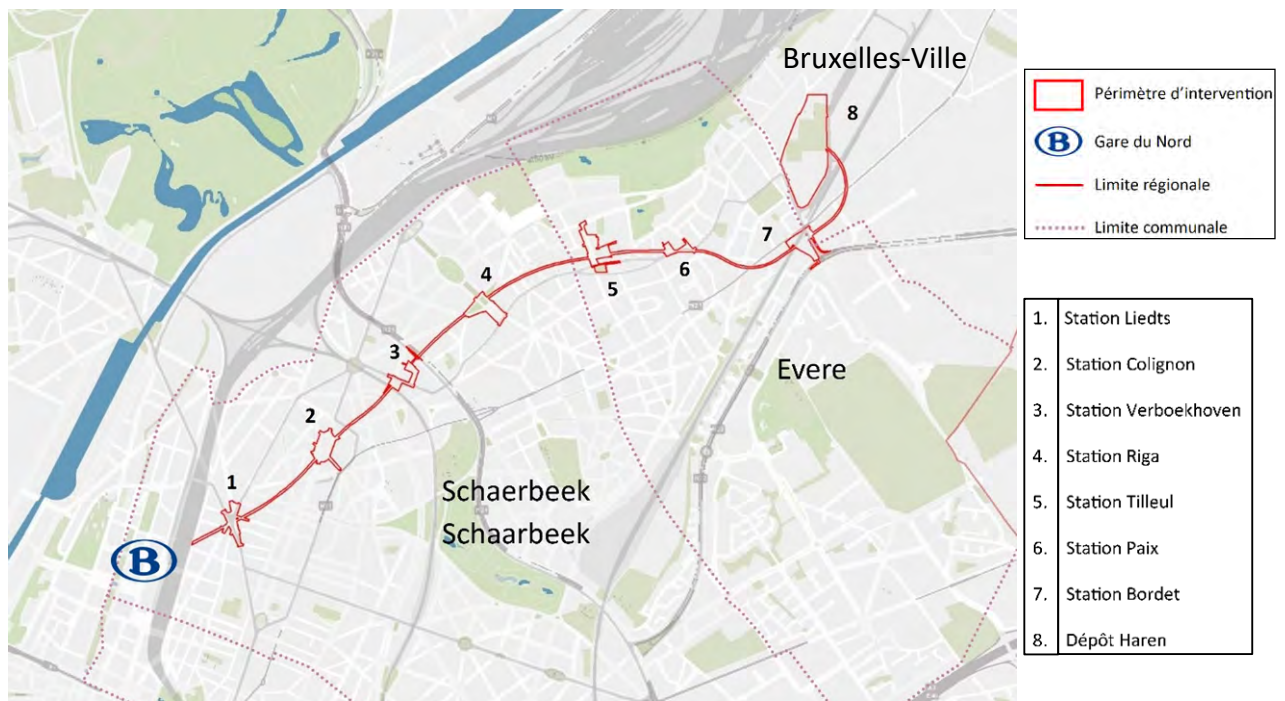 Bruxelles-Ville
8
7
5
6
4
3
Evere
2
1
Schaerbeek
Schaarbeek
B
Périmètre d'intervention
B
Gare du Nord
Limite régionale
Limite communale
1. Station Liedts
2. Station Colignon
3. Station Verboekhoven
4. Station Riga
5. Station Tilleul
6. Station Paix
7. Station Bordet
8. Dépôt Haren